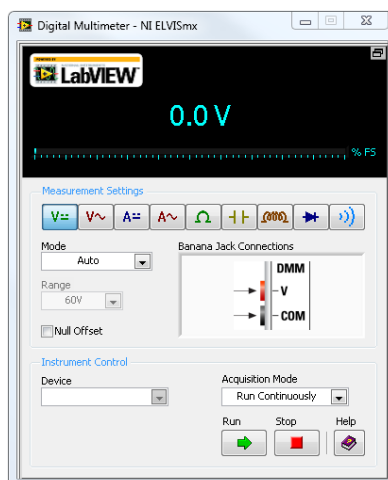 Digital Multimeter - NI ELVISmx
LabVIEW
0.0 V
% FS
Measurement Settings
V= V~ A= A~ Ω
Mode
Banana Jack Connections
Auto
DMM
V
COM
Range
60V
Null Offset
Instrument Control
Device
Acquisition Mode
Run Continuously
Run Stop Help